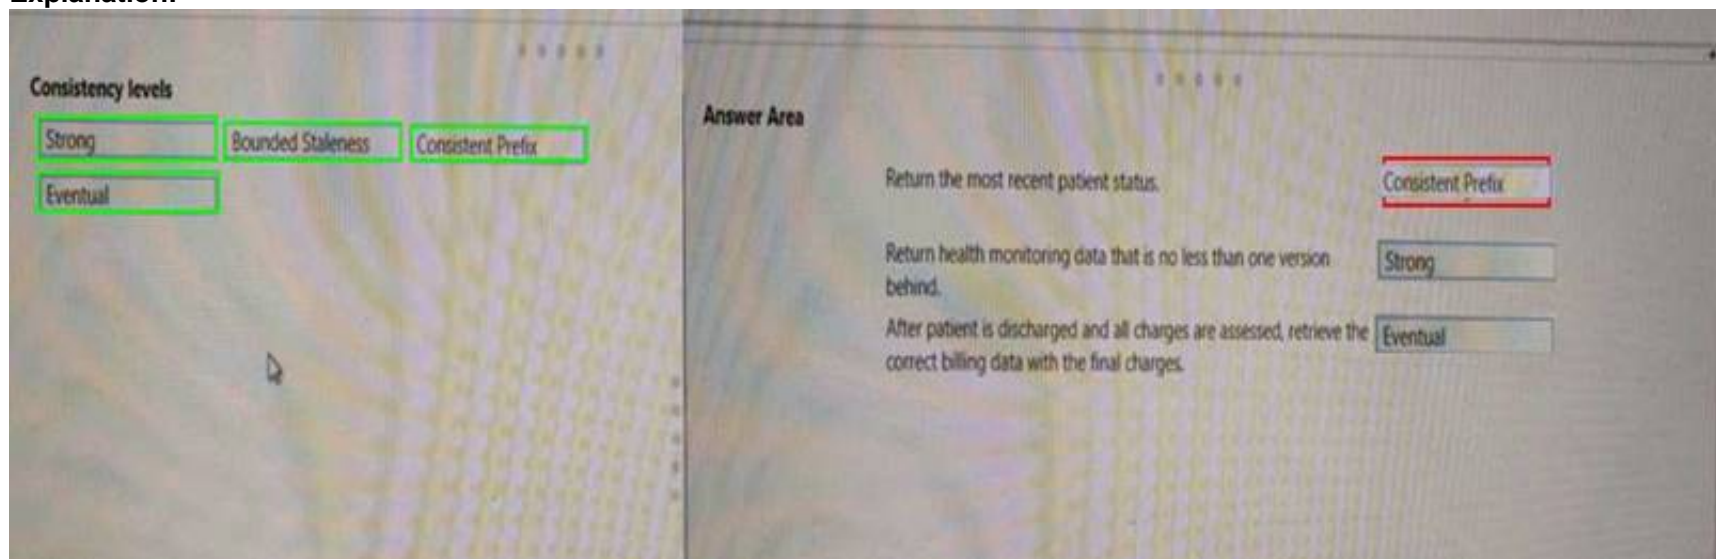 Explanation:
Consistency levels
Strong
Bounded Staleness
Consistent Prefix
Eventual
Answer Area
Return the most recent patient status.
Consistent Prefix
Return health monitoring data that is no less than one version
behind.
Strong
After patient is discharged and all charges are assessed, retrieve the
correct billing data with the final charges.
Eventual